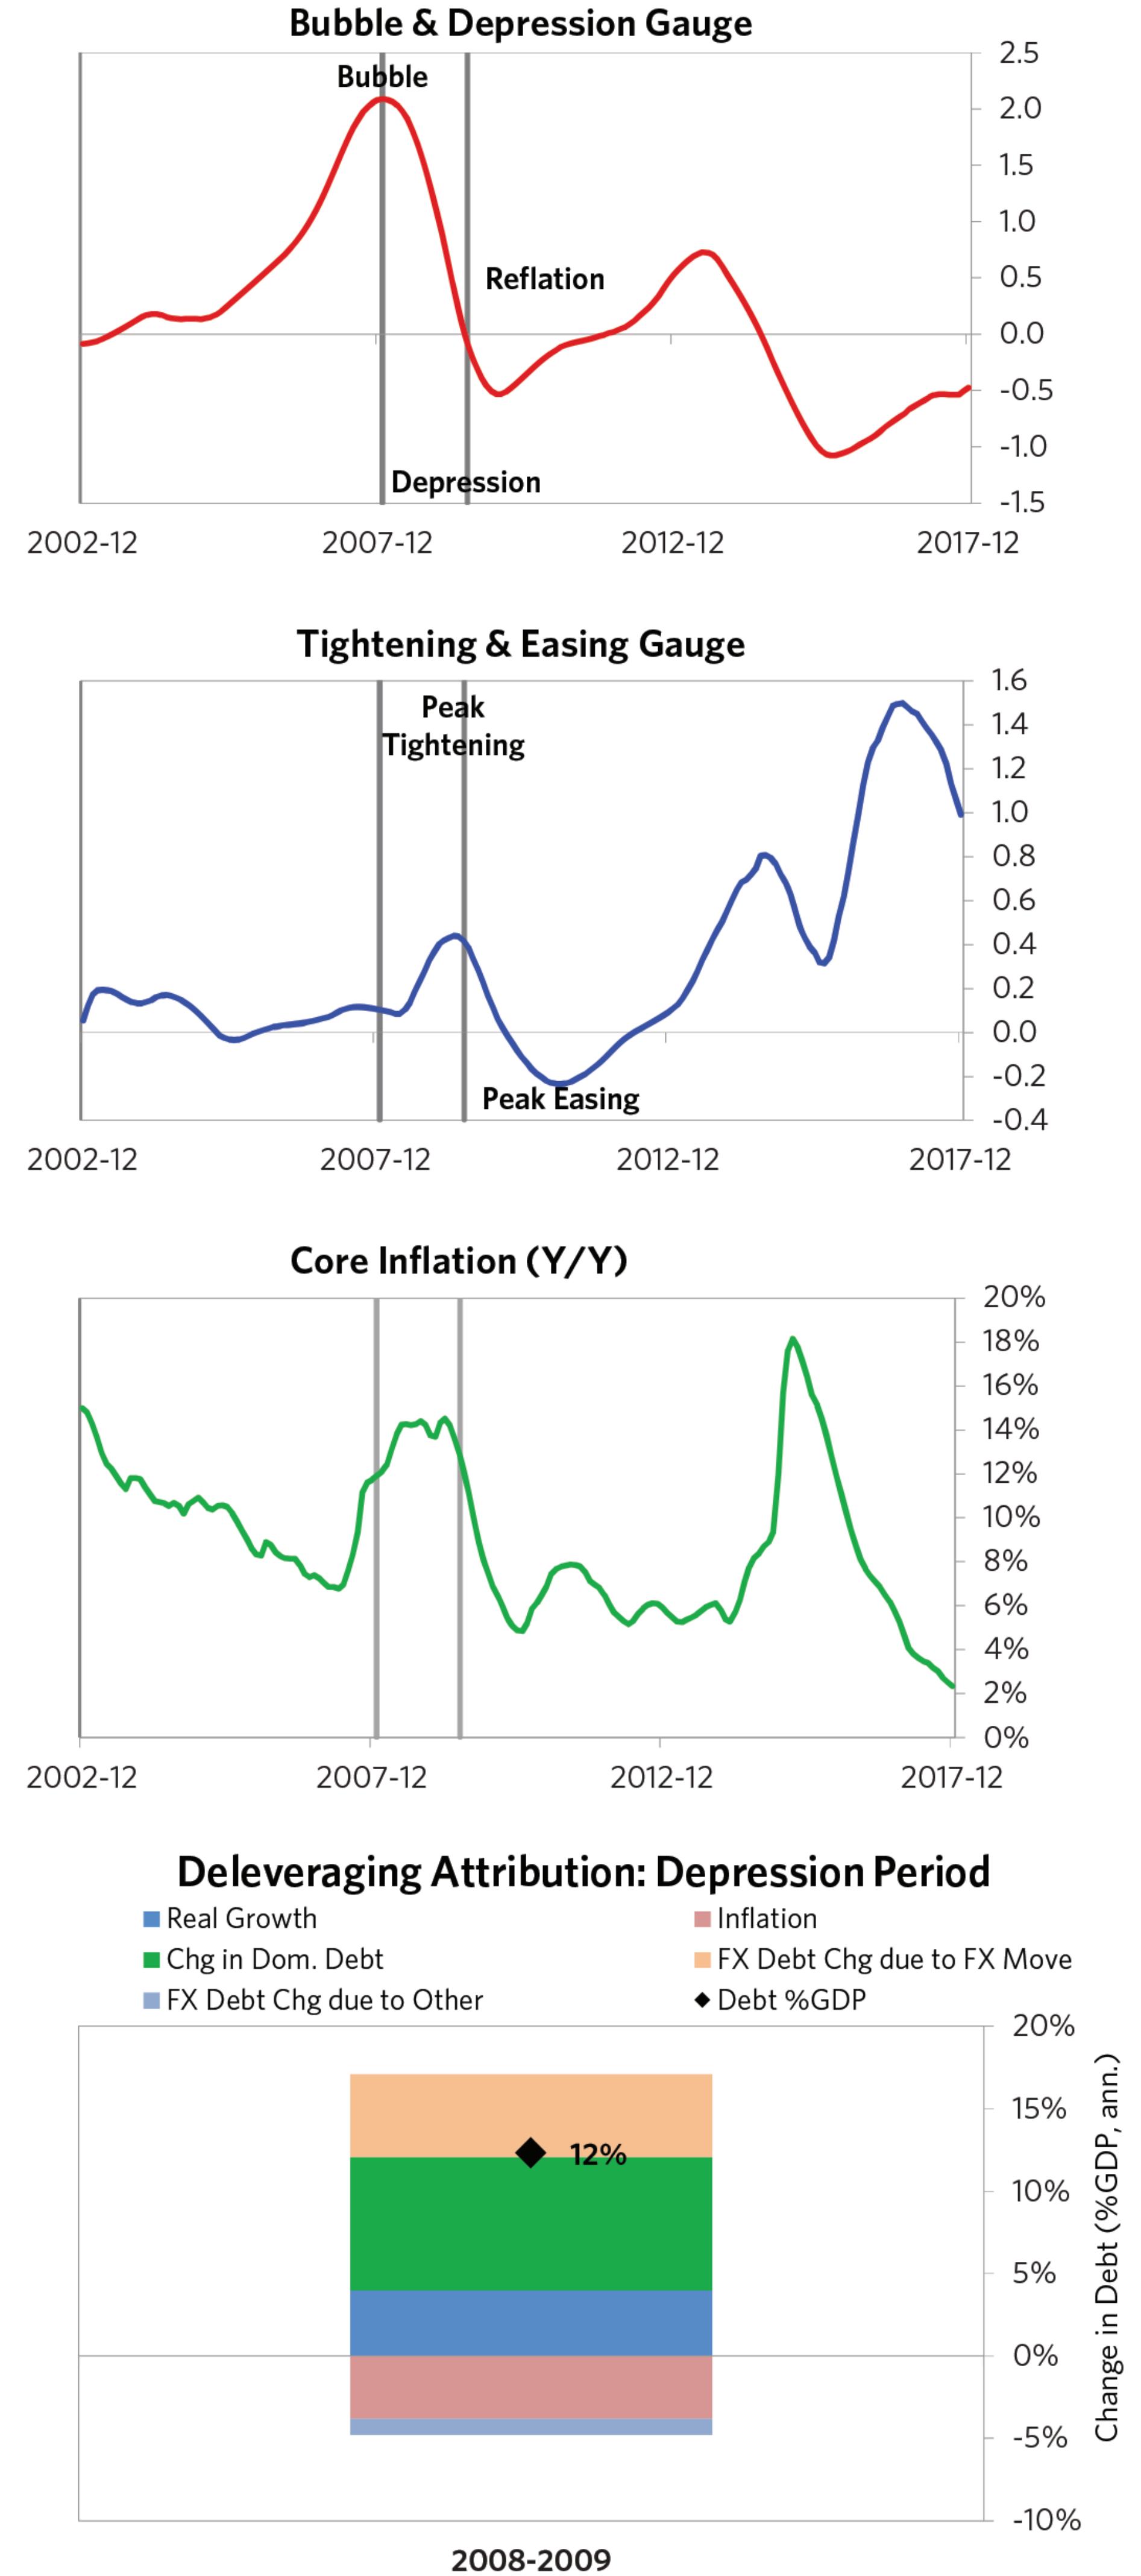 Bubble & Depression Gauge
2.5
Bubble
2.0
1.5
1.0
Reflation
0.5
0.0
-0.5
-1.0
Depression
-1.5
2002-12 2007-12 2012-12 2017-12
Tightening & Easing Gauge
1.6
Peak
Tightening
1.4
1.2
1.0
0.8
0.6
0.4
0.2
0.0
-0.2
Peak Easing
-0.4
2002-12 2007-12 2012-12 2017-12
Core Inflation (Y/Y)
20%
18%
16%
14%
12%
10%
8%
6%
4%
2%
0%
2002-12 2007-12 2012-12 2017-12
Deleveraging Attribution: Depression Period
Real Growth Inflation
Chg in Dom. Debt FX Debt Chg due to FX Move
FX Debt Chg due to Other Debt %GDP
20%
15%
12%
10%
5%
0%
-5%
-10%
Change in Debt (%GDP, ann.)
2008-2009